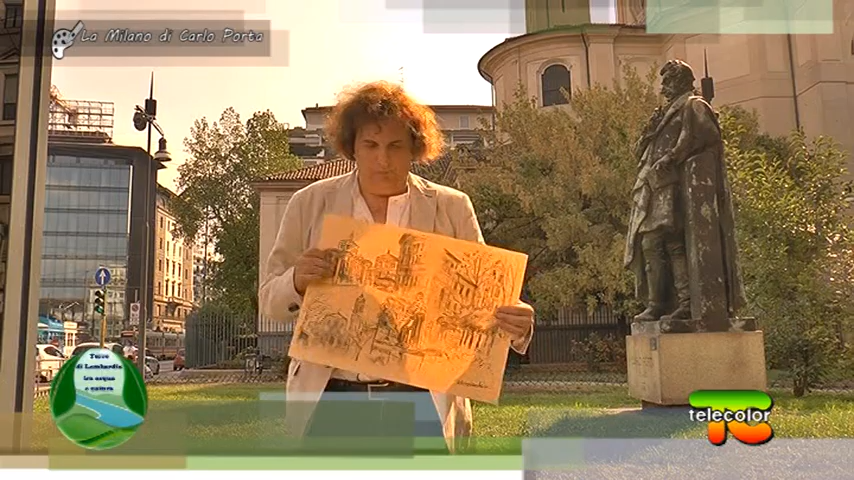 La Milano di Carlo Porta
Terre
di Lombardia
tra acqua
e natura
telecolor